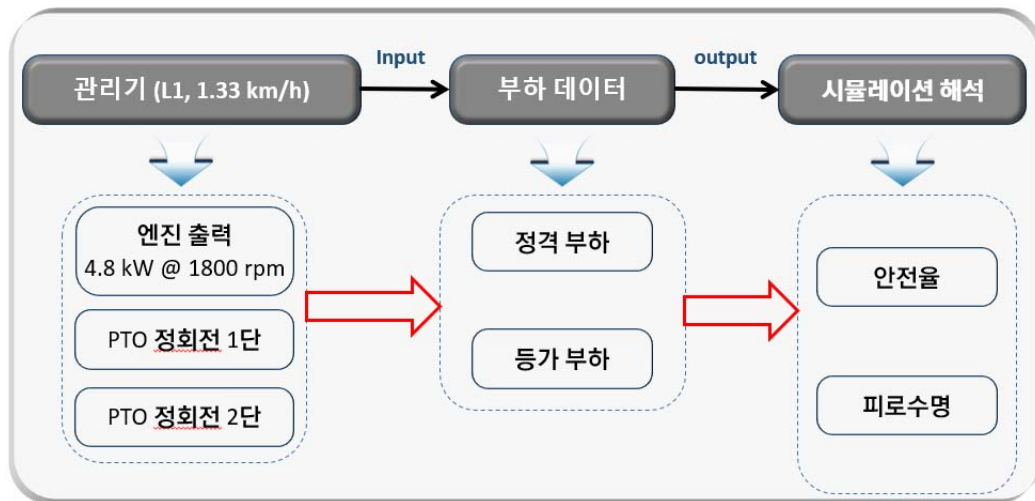 Input
output
관리기 (L1, 1.33 km/h)
부하 데이터
시뮬레이션 해석
엔진 출력
4.8 kW @ 1800 rpm
PTO 정회전 1단
PTO 정회전 2단
정격 부하
등가 부하
안전율
피로수명